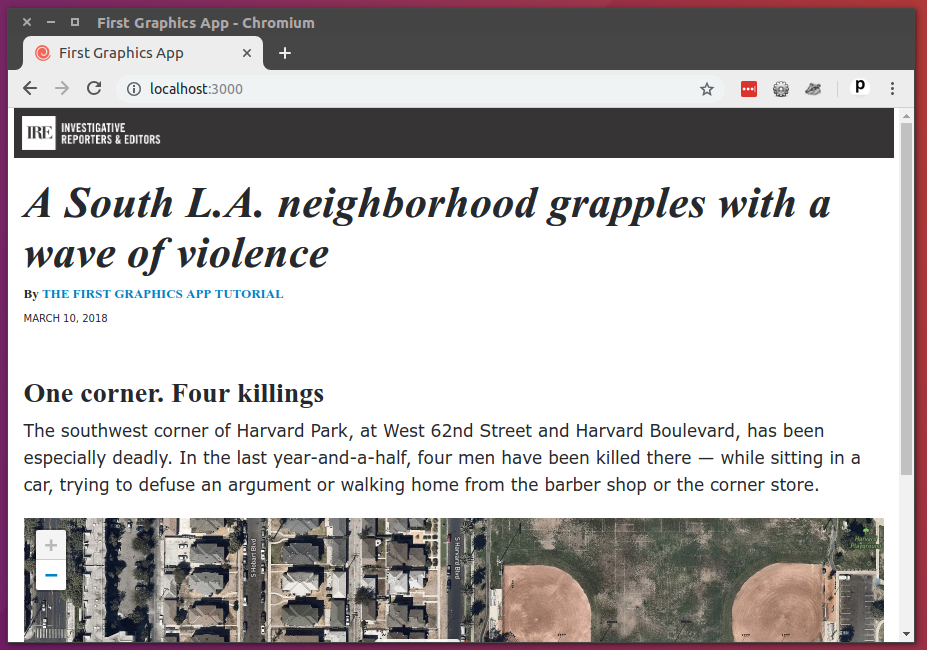 First Graphics App - Chromium
First Graphics App
localhost:3000
p
IRE
INVESTIGATIVE
REPORTERS & EDITORS
A South L.A. neighborhood grapples with a
wave of violence
By THE FIRST GRAPHICS APP TUTORIAL
MARCH 10, 2018
One corner. Four killings
The southwest corner of Harvard Park, at West 62nd Street and Harvard Boulevard, has been
especially deadly. In the last year-and-a-half, four men have been killed there — while sitting in a
car, trying to defuse an argument or walking home from the barber shop or the corner store.
+
−
S Hobart Blvd
S Harvard Blvd
Playground